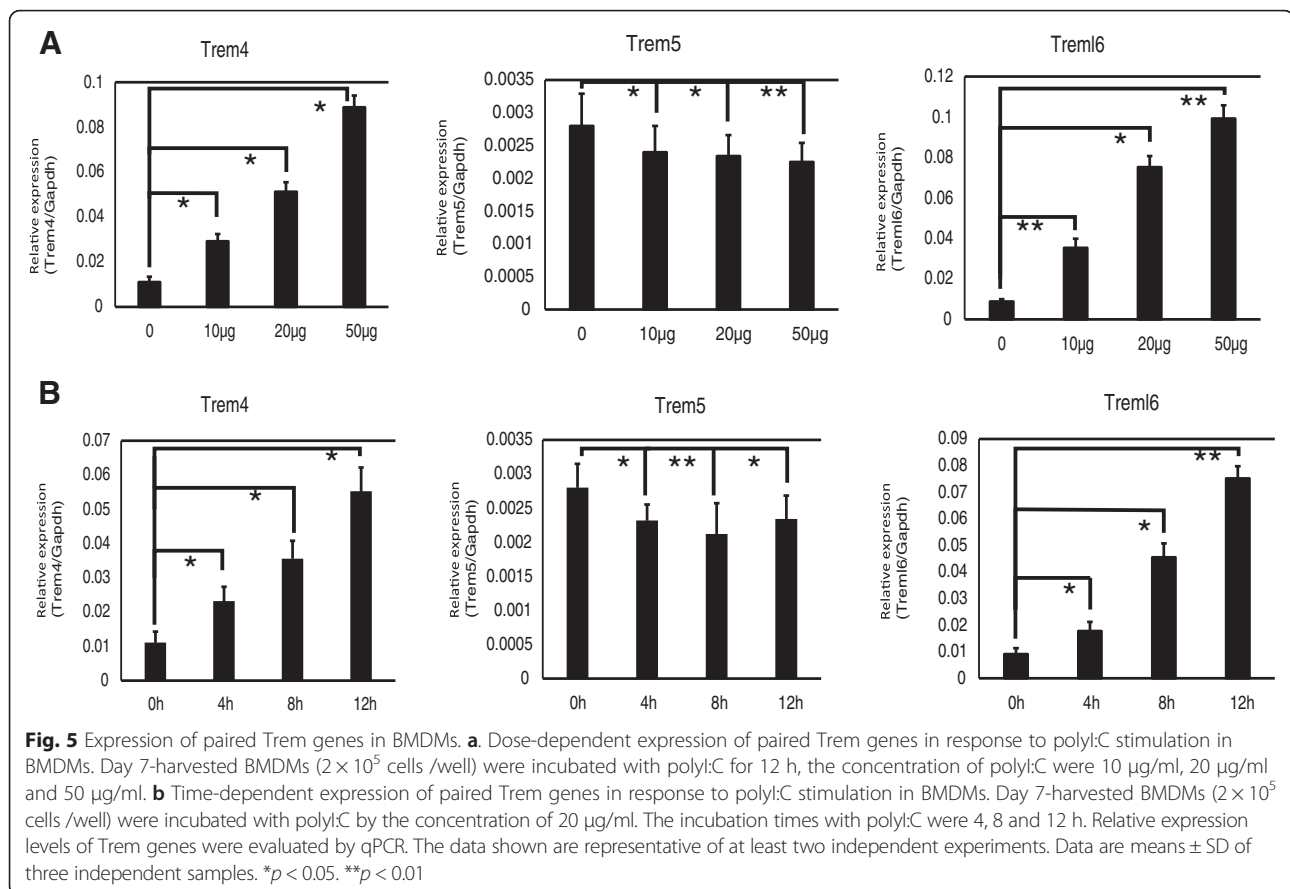 A
Trem4
Relative expression
(Trem4/Gapdh)
0.1
0.08
0.06
0.04
0.02
0
*
*
*
0 10µg 20µg 50µg
Trem5
Relative expression
(Trem5/Gapdh)
0.0035
0.003
0.0025
0.002
0.0015
0.001
0.0005
0
* * **
0 10µg 20µg 50µg
Treml6
Relative expression
(Treml6/Gapdh)
0.12
0.1
0.08
0.06
0.04
0.02
0
**
*
**
0 10µg 20µg 50µg
B
Trem4
Relative expression
(Trem4/Gapdh)
0.07
0.06
0.05
0.04
0.03
0.02
0.01
0
*
*
*
0h 4h 8h 12h
Trem5
Relative expression
(Trem5/Gapdh)
0.0035
0.003
0.0025
0.002
0.0015
0.001
0.0005
0
* ** *
0h 4h 8h 12h
Treml6
Relative expression
(Treml6/Gapdh)
0.09
0.08
0.07
0.06
0.05
0.04
0.03
0.02
0.01
0
**
*
*
0h 4h 8h 12h
Fig. 5 Expression of paired Trem genes in BMDMs. a. Dose-dependent expression of paired Trem genes in response to polyI:C stimulation in
BMDMs. Day 7-harvested BMDMs (2 × 10⁵ cells /well) were incubated with polyI:C for 12 h, the concentration of polyI:C were 10 µg/ml, 20 µg/ml
and 50 µg/ml. b Time-dependent expression of paired Trem genes in response to polyI:C stimulation in BMDMs. Day 7-harvested BMDMs (2 × 10⁵
cells /well) were incubated with polyI:C by the concentration of 20 µg/ml. The incubation times with polyI:C were 4, 8 and 12 h. Relative expression
levels of Trem genes were evaluated by qPCR. The data shown are representative of at least two independent experiments. Data are means ± SD of
three independent samples. *p < 0.05. **p < 0.01